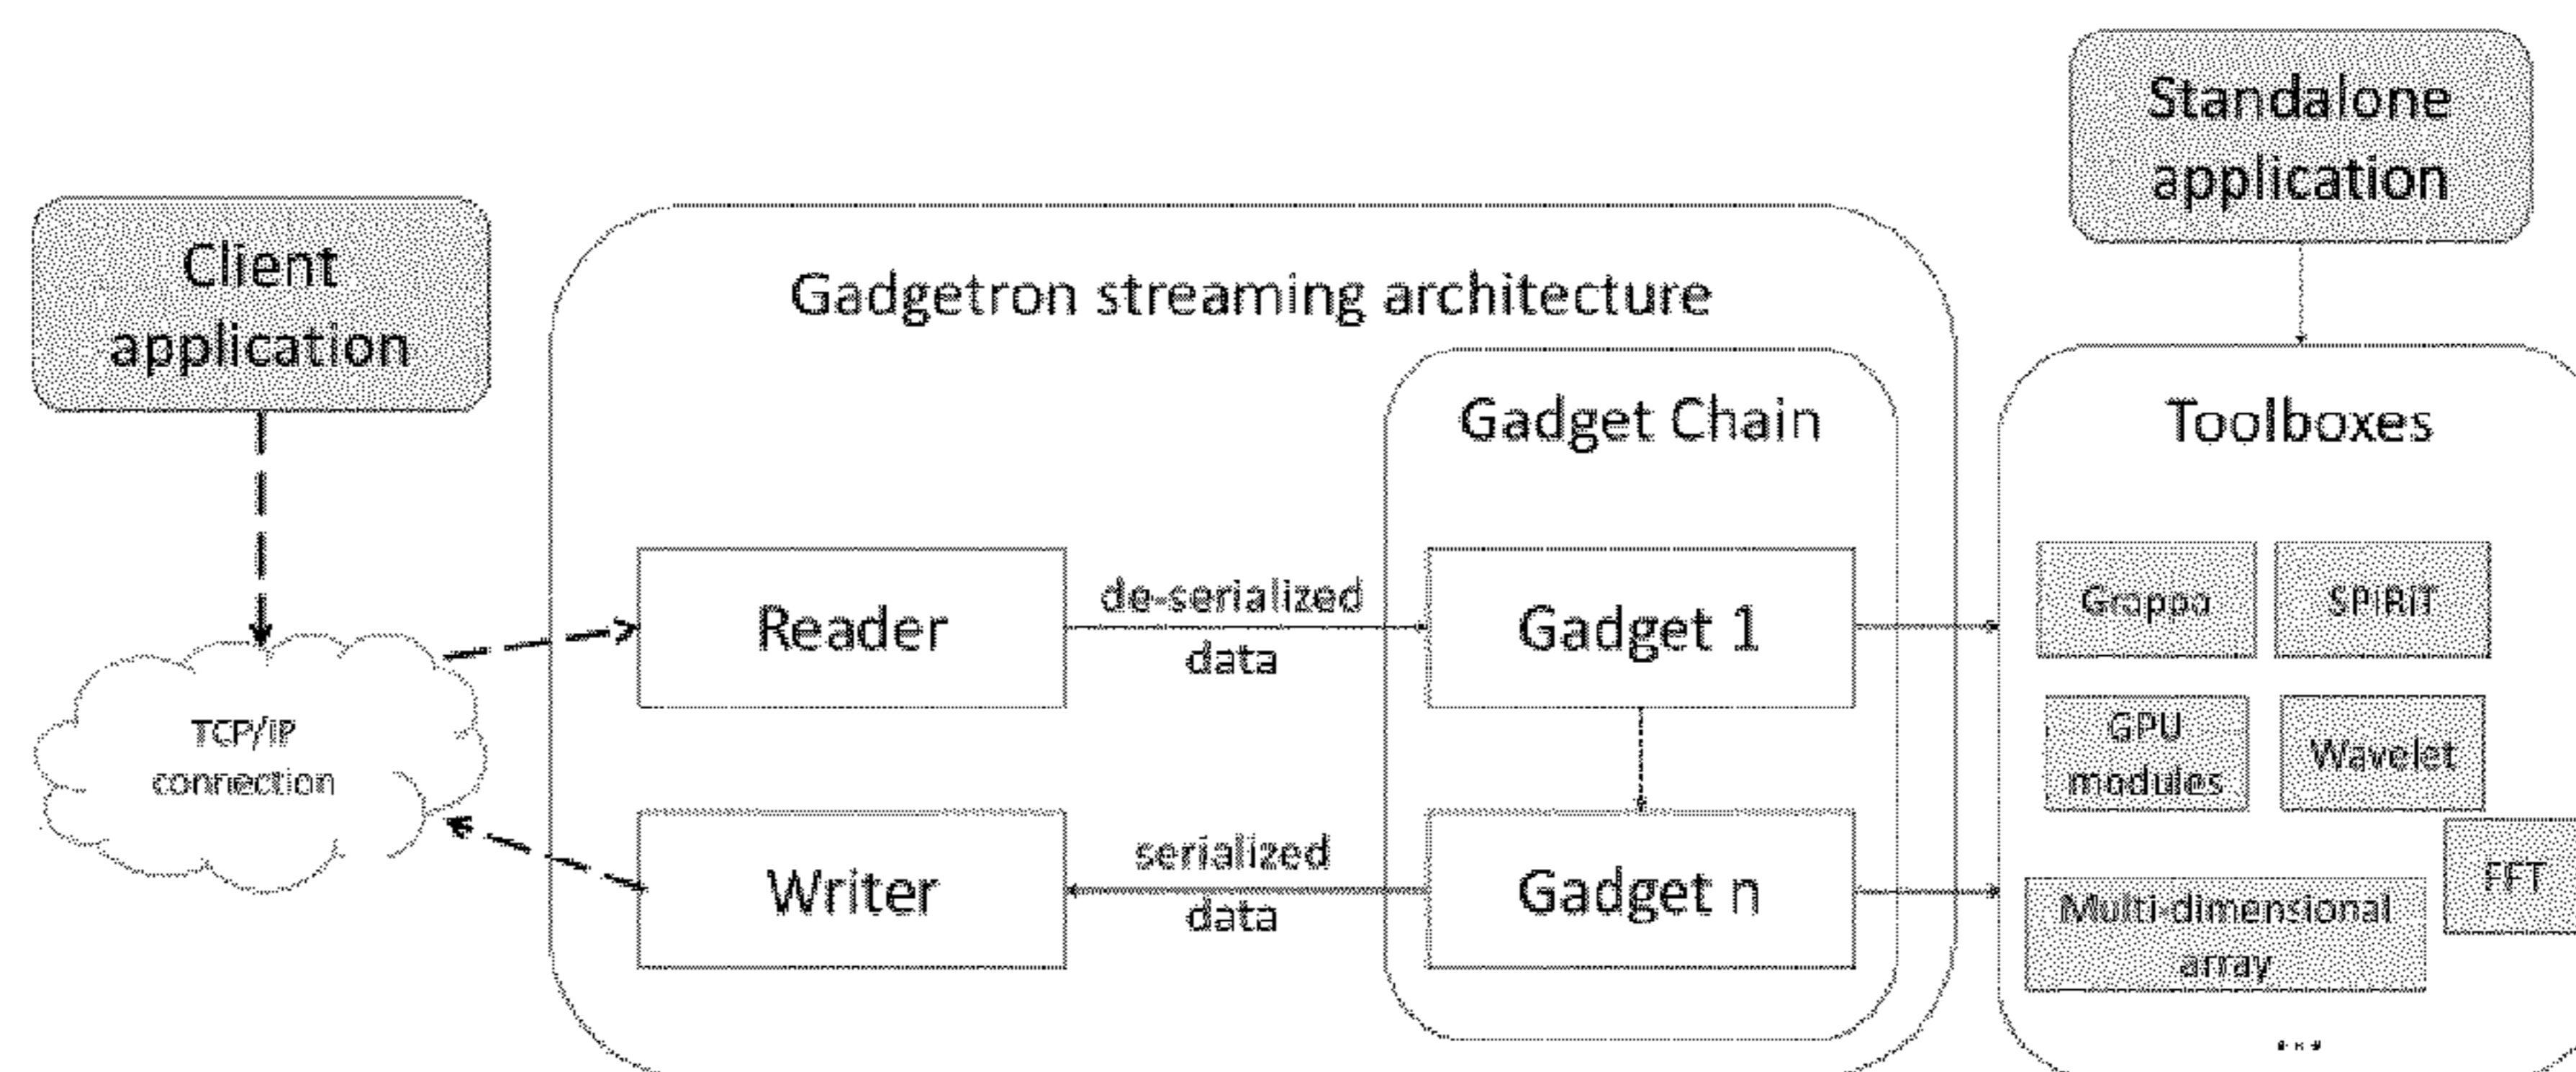 Standalone
application
Client
application
Gadgetron streaming architecture
Gadget Chain
Toolboxes
Reader
de-serialized
data
Gadget 1
Grappa
SPIRiT
TCP/IP
connection
GPU
modules
Wavelet
Writer
serialized
data
Gadget n
FFT
Multi-dimensional
array
...